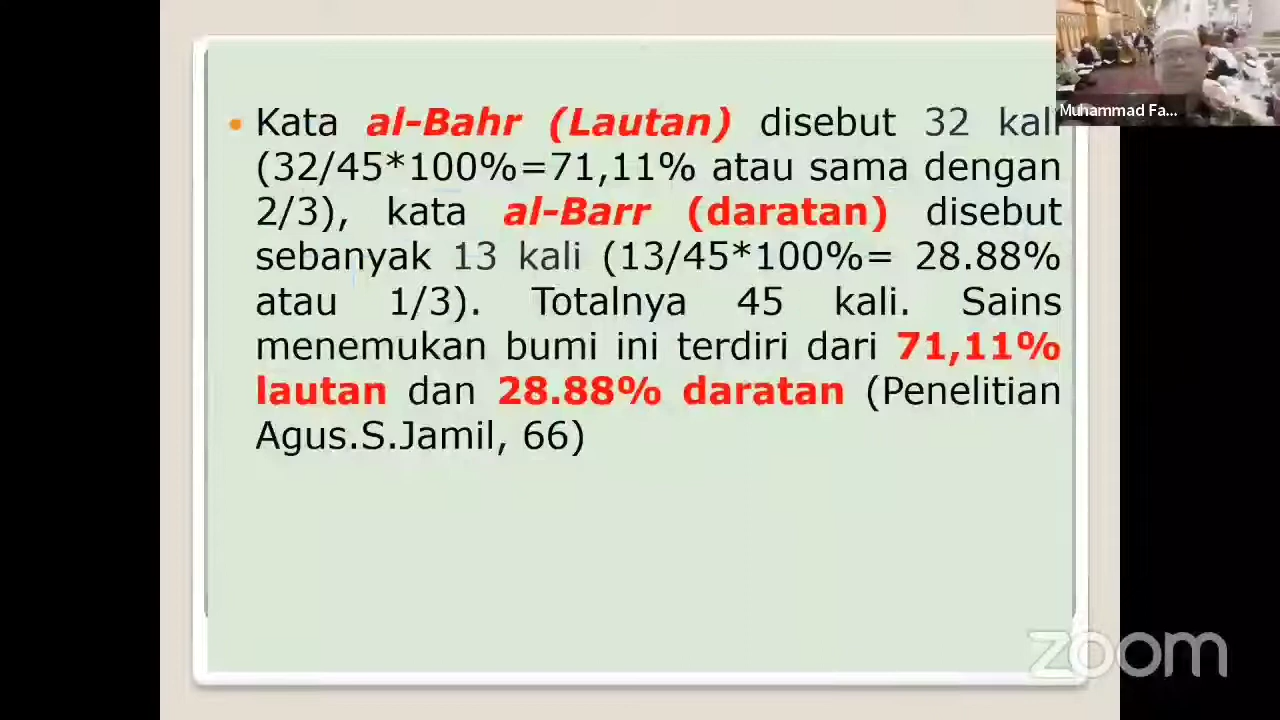 Kata al-Bahr (Lautan) disebut 32 kali
(32/45*100%=71,11% atau sama dengan
2/3), kata al-Barr (daratan) disebut
sebanyak 13 kali (13/45*100%= 28.88%
atau 1/3). Totalnya 45 kali. Sains
menemukan bumi ini terdiri dari 71,11%
lautan dan 28.88% daratan (Penelitian
Agus.S.Jamil, 66)
Muhammad Fa...
zoom